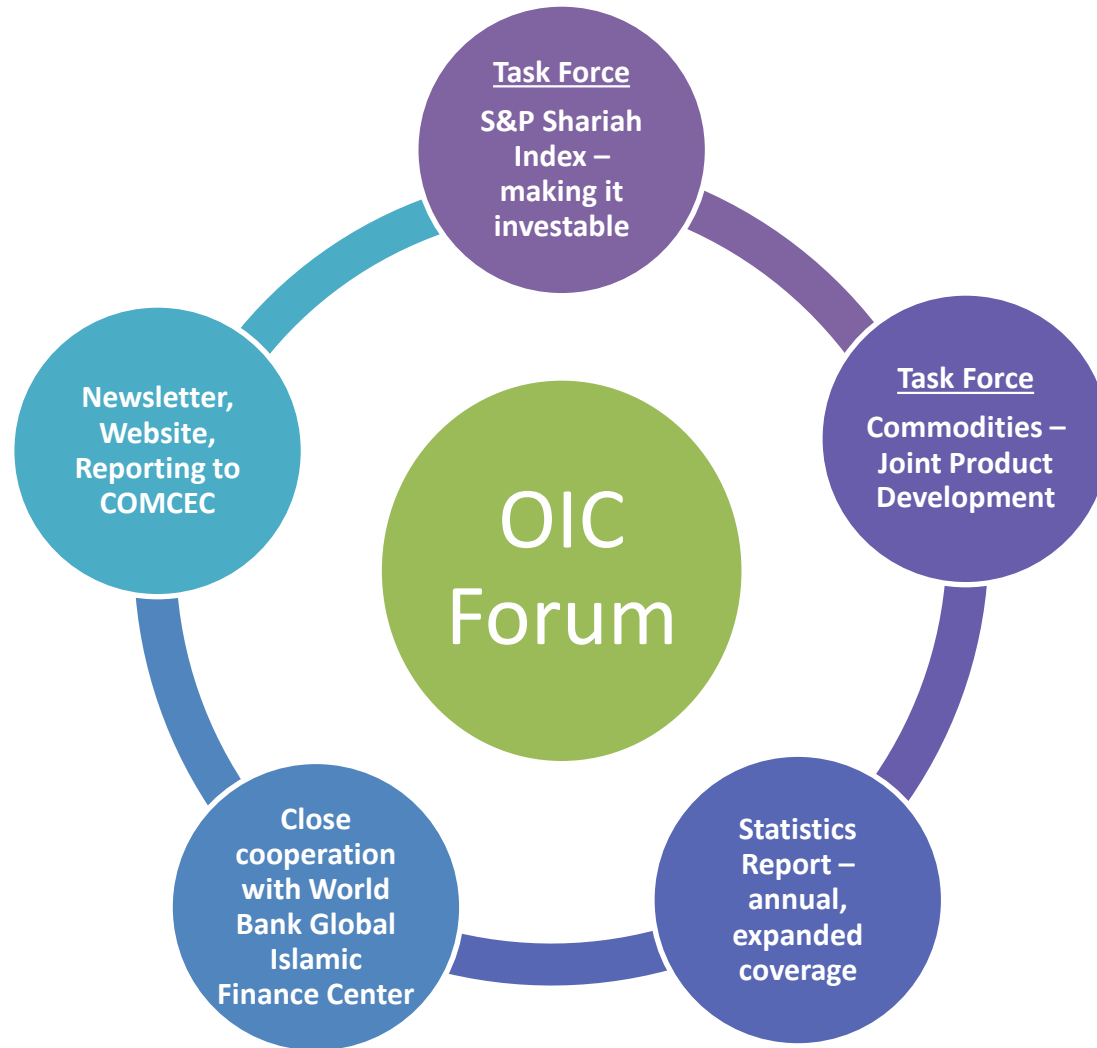 Task Force
S&P Shariah
Index –
making it
investable
Task Force
Commodities –
Joint Product
Development
Statistics
Report –
annual,
expanded
coverage
Close
cooperation
with World
Bank Global
Islamic
Finance Center
Newsletter,
Website,
Reporting to
COMCEC
OIC
Forum